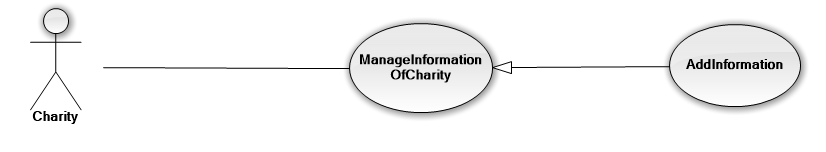 ManageInformation
OfCharity
AddInformation
Charity